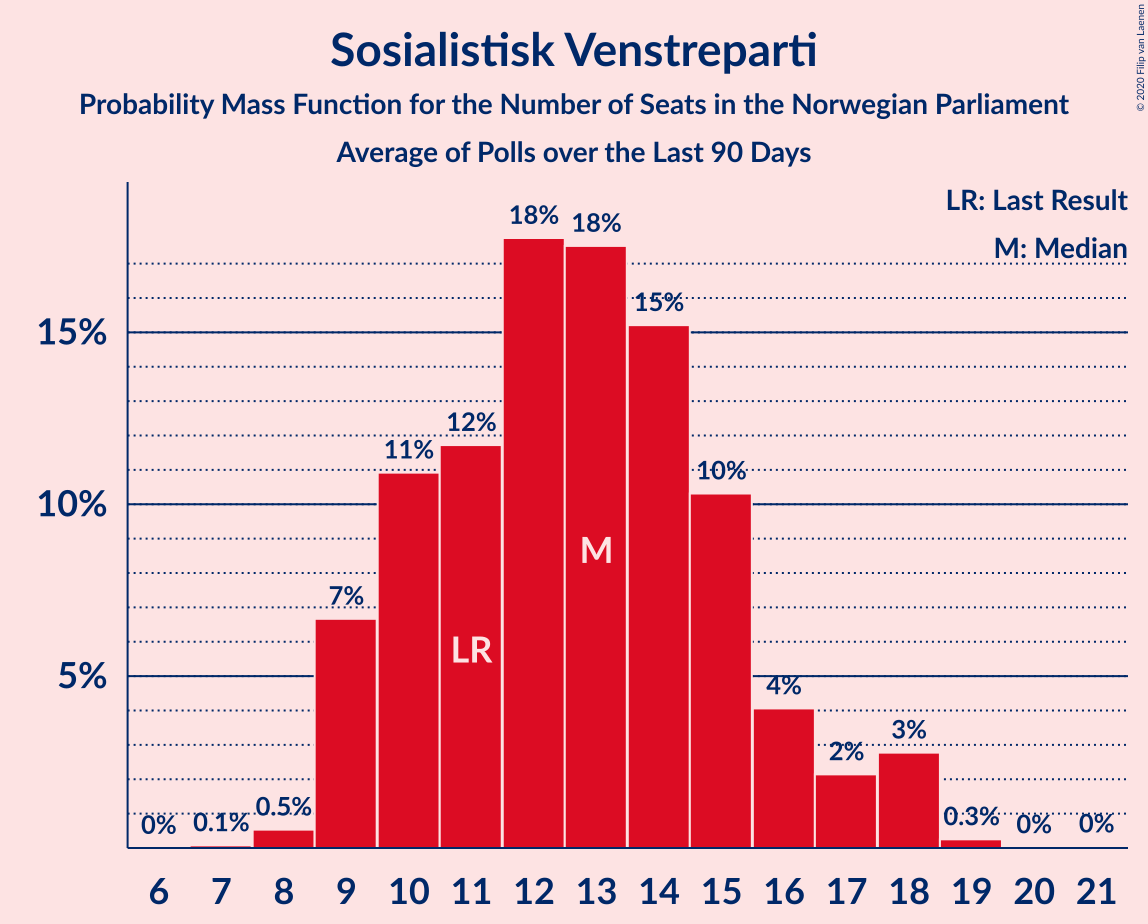 Sosialistisk Venstreparti
Probability Mass Function for the Number of Seats in the Norwegian Parliament
Average of Polls over the Last 90 Days
© 2020 Filip van Laenen
LR: Last Result
M: Median
18%
18%
15%
15%
12%
11%
10%
10%
M
7%
LR
5%
4%
3%
2%
0.5%
0.3%
0%
0.1%
0%
0%
6 7 8 9 10 11 12 13 14 15 16 17 18 19 20 21